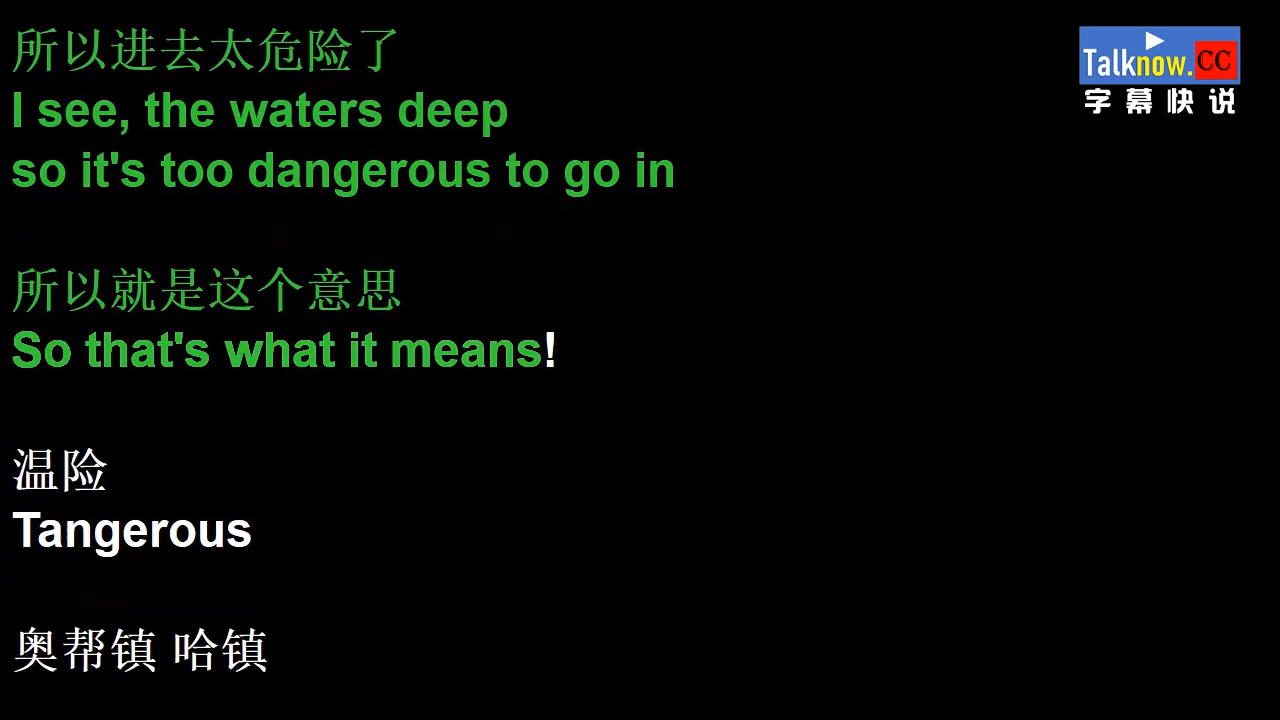 所以进去太危险了
I see, the waters deep
so it's too dangerous to go in
所以就是这个意思
So that's what it means!
温险
Tangerous
奥帮镇 哈镇
Talknow.CC
字幕快说